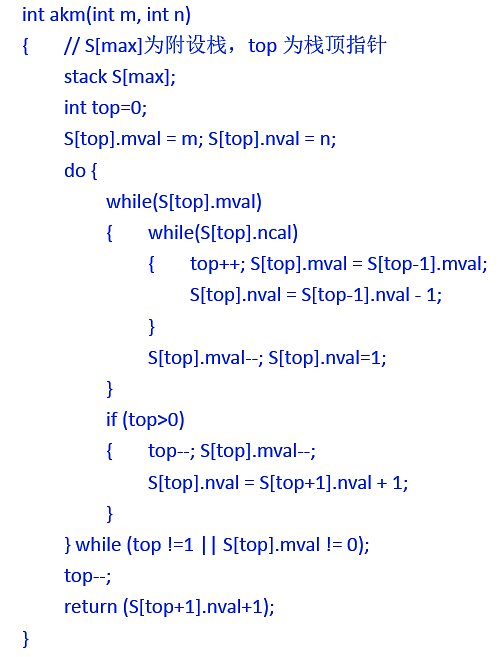 int akm(int m, int n)
{ // S[max]为附设栈，top 为栈顶指针
stack S[max];
int top=0;
S[top].mval = m; S[top].nval = n;
do {
while(S[top].mval)
{ while(S[top].ncal)
{ top++; S[top].mval = S[top-1].mval;
S[top].nval = S[top-1].nval - 1;
}
S[top].mval--; S[top].nval=1;
}
if (top>0)
{ top--; S[top].mval--;
S[top].nval = S[top+1].nval + 1;
}
} while (top !=1 || S[top].mval != 0);
top--;
return (S[top+1].nval+1);
}